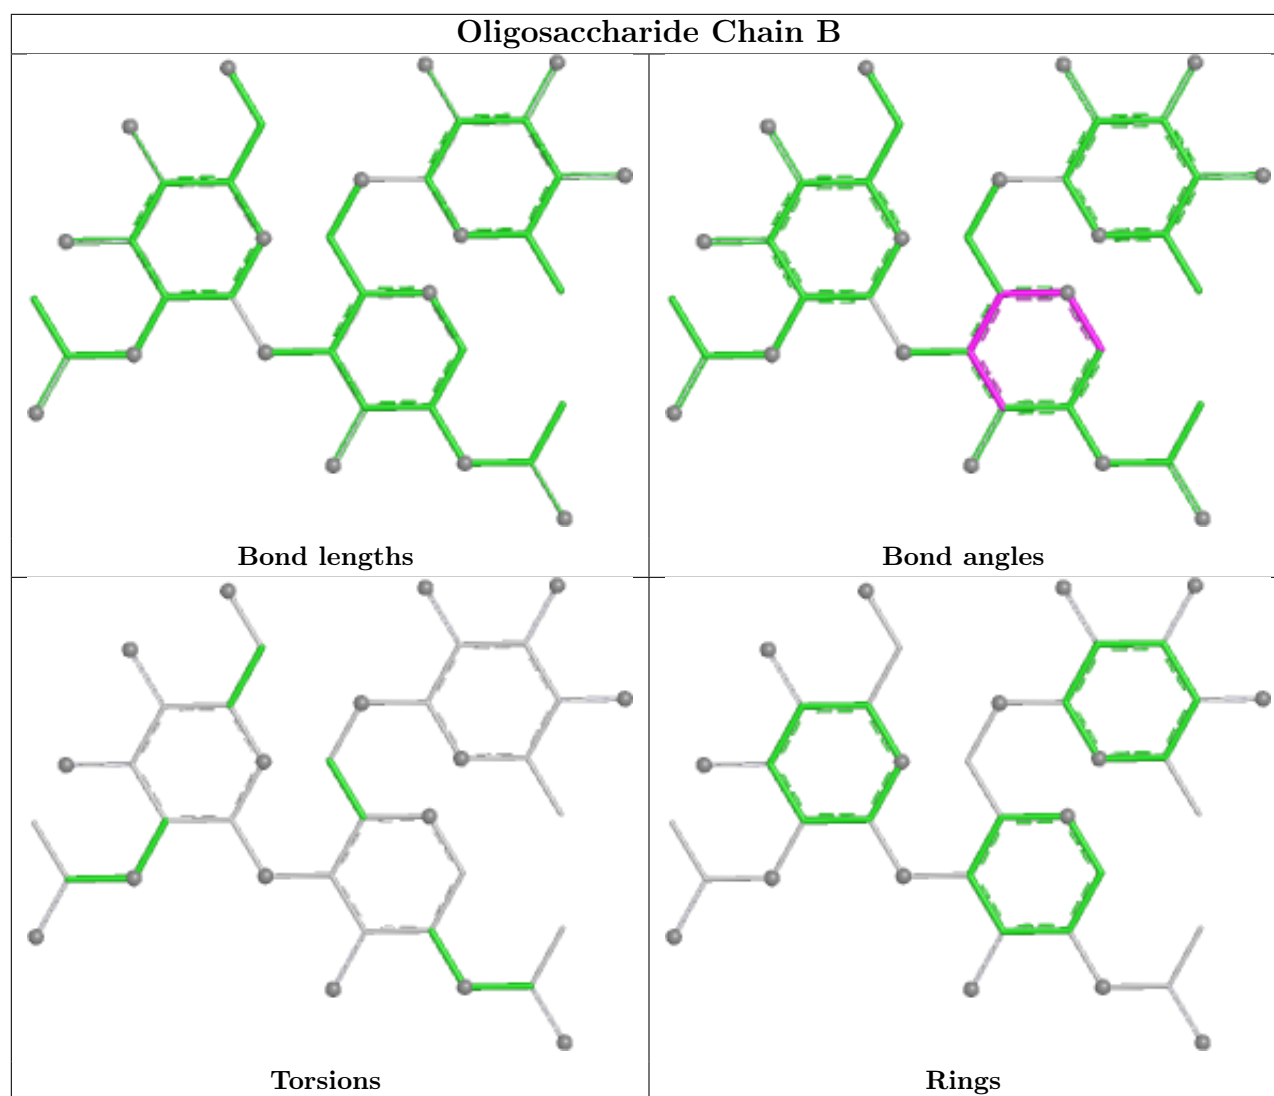 Oligosaccharide Chain B
Bond lengths
Bond angles
Torsions
Rings